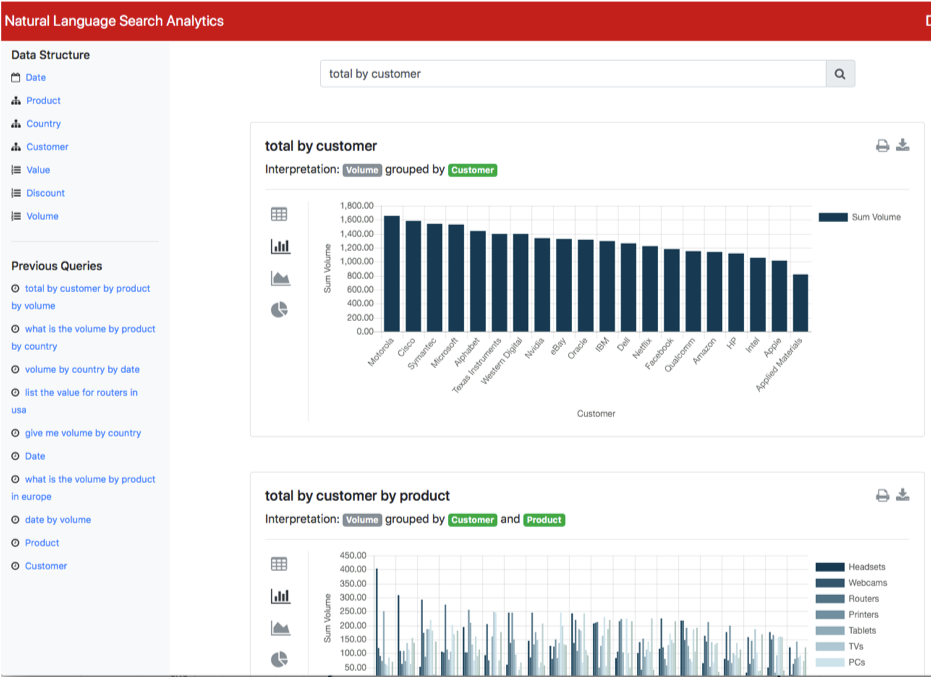 Natural Language Search Analytics
Data Structure
Date
Product
Country
Customer
Value
Discount
Volume
Previous Queries
total by customer by product
by volume
what is the volume by product
by country
volume by country by date
list the value for routers in
usa
give me volume by country
Date
what is the volume by product
in europe
date by volume
Product
Customer
total by customer
total by customer
Interpretation: Volume grouped by Customer
1,800.00
1,600.00
1,400.00
1,200.00
1,000.00
800.00
600.00
400.00
200.00
0.00
Sum Volume
Sum Volume
Motorola
Cisco
Symantec
Microsoft
Alphabet
Texas Instruments
Western Digital
Nvidia
eBay
Oracle
IBM
Dell
Netflix
Facebook
Qualcomm
Amazon
HP
Intel
Apple
Applied Materials
Customer
total by customer by product
Interpretation: Volume grouped by Customer and Product
450.00
400.00
350.00
300.00
250.00
200.00
150.00
100.00
50.00
Sum Volume
Headsets
Webcams
Routers
Printers
Tablets
TVs
PCs